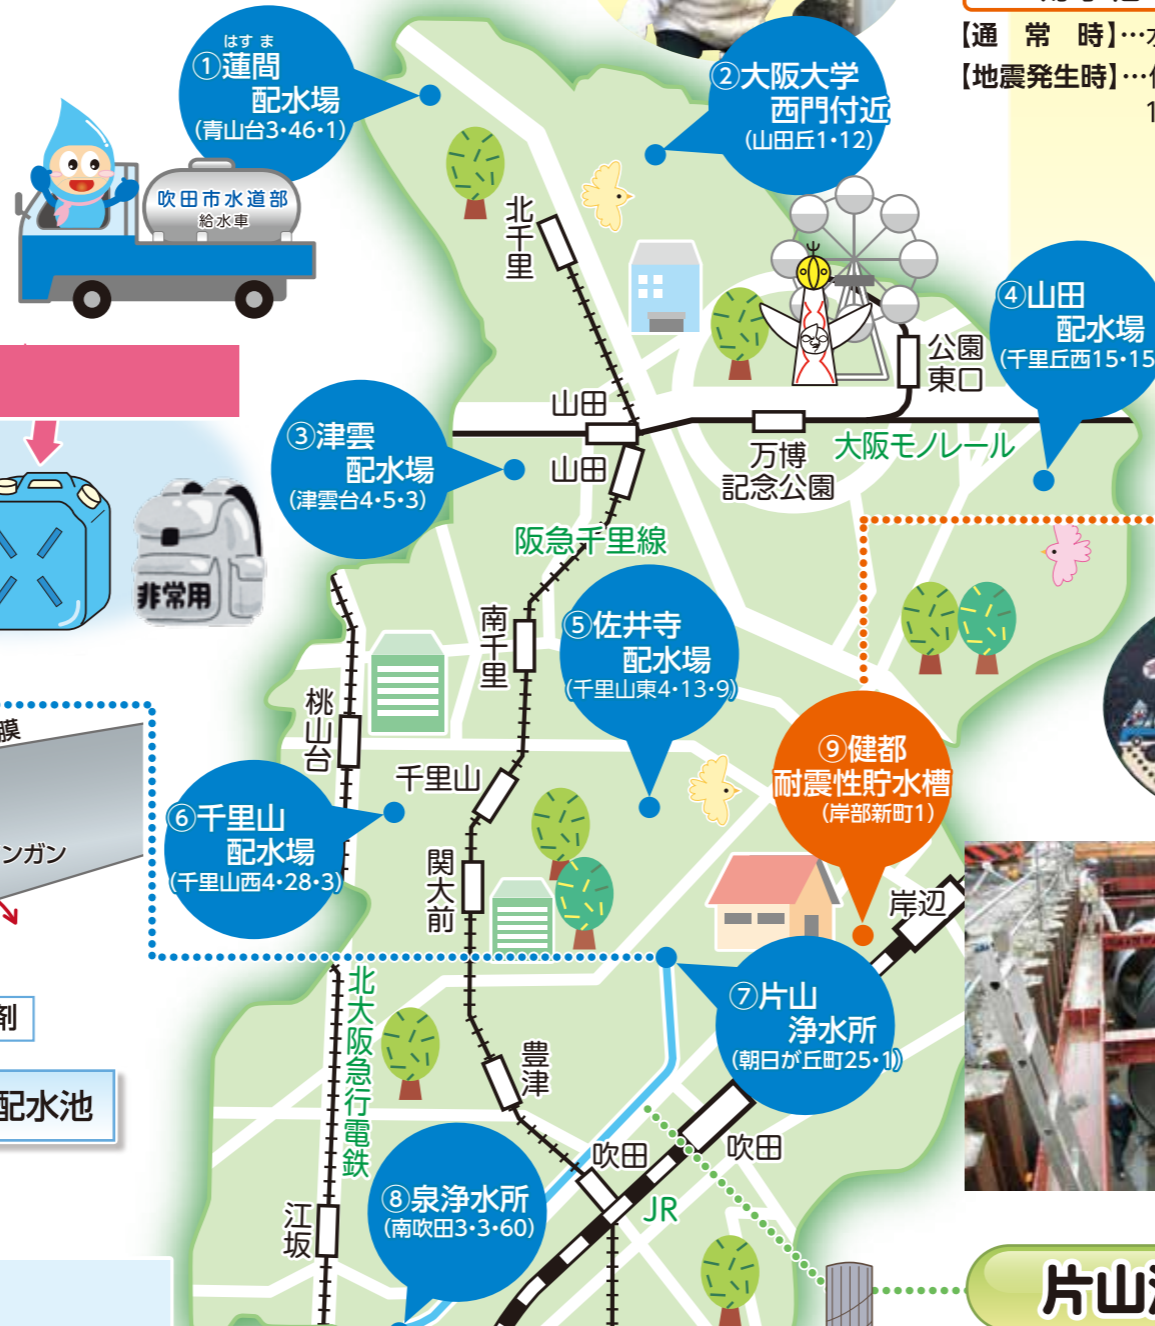 【通　常　時】…
【地震発生時】…
1
はす ま
①蓮間
配水場
(青山台3・46・1)
②大阪大学
西門付近
(山田丘1・12)
吹田市水道部
給水車
北千里
④山田
配水場
(千里丘西15・15
公園
東口
山田
③津雲
配水場
(津雲台4・5・3)
山田
万博
記念公園
大阪モノレール
阪急千里線
非常用
⑤佐井寺
配水場
(千里山東4・13・9)
南千里
桃山台
膜
⑨健都
耐震性貯水槽
(岸部新町1)
千里山
⑥千里山
配水場
(千里山西4・28・3)
ンガン
関大前
岸辺
⑦片山
浄水所
(朝日が丘町25・1)
北大阪急行電鉄
剤
豊津
配水池
吹田
吹田
⑧泉浄水所
(南吹田3・3・60)
JR
江坂
片山